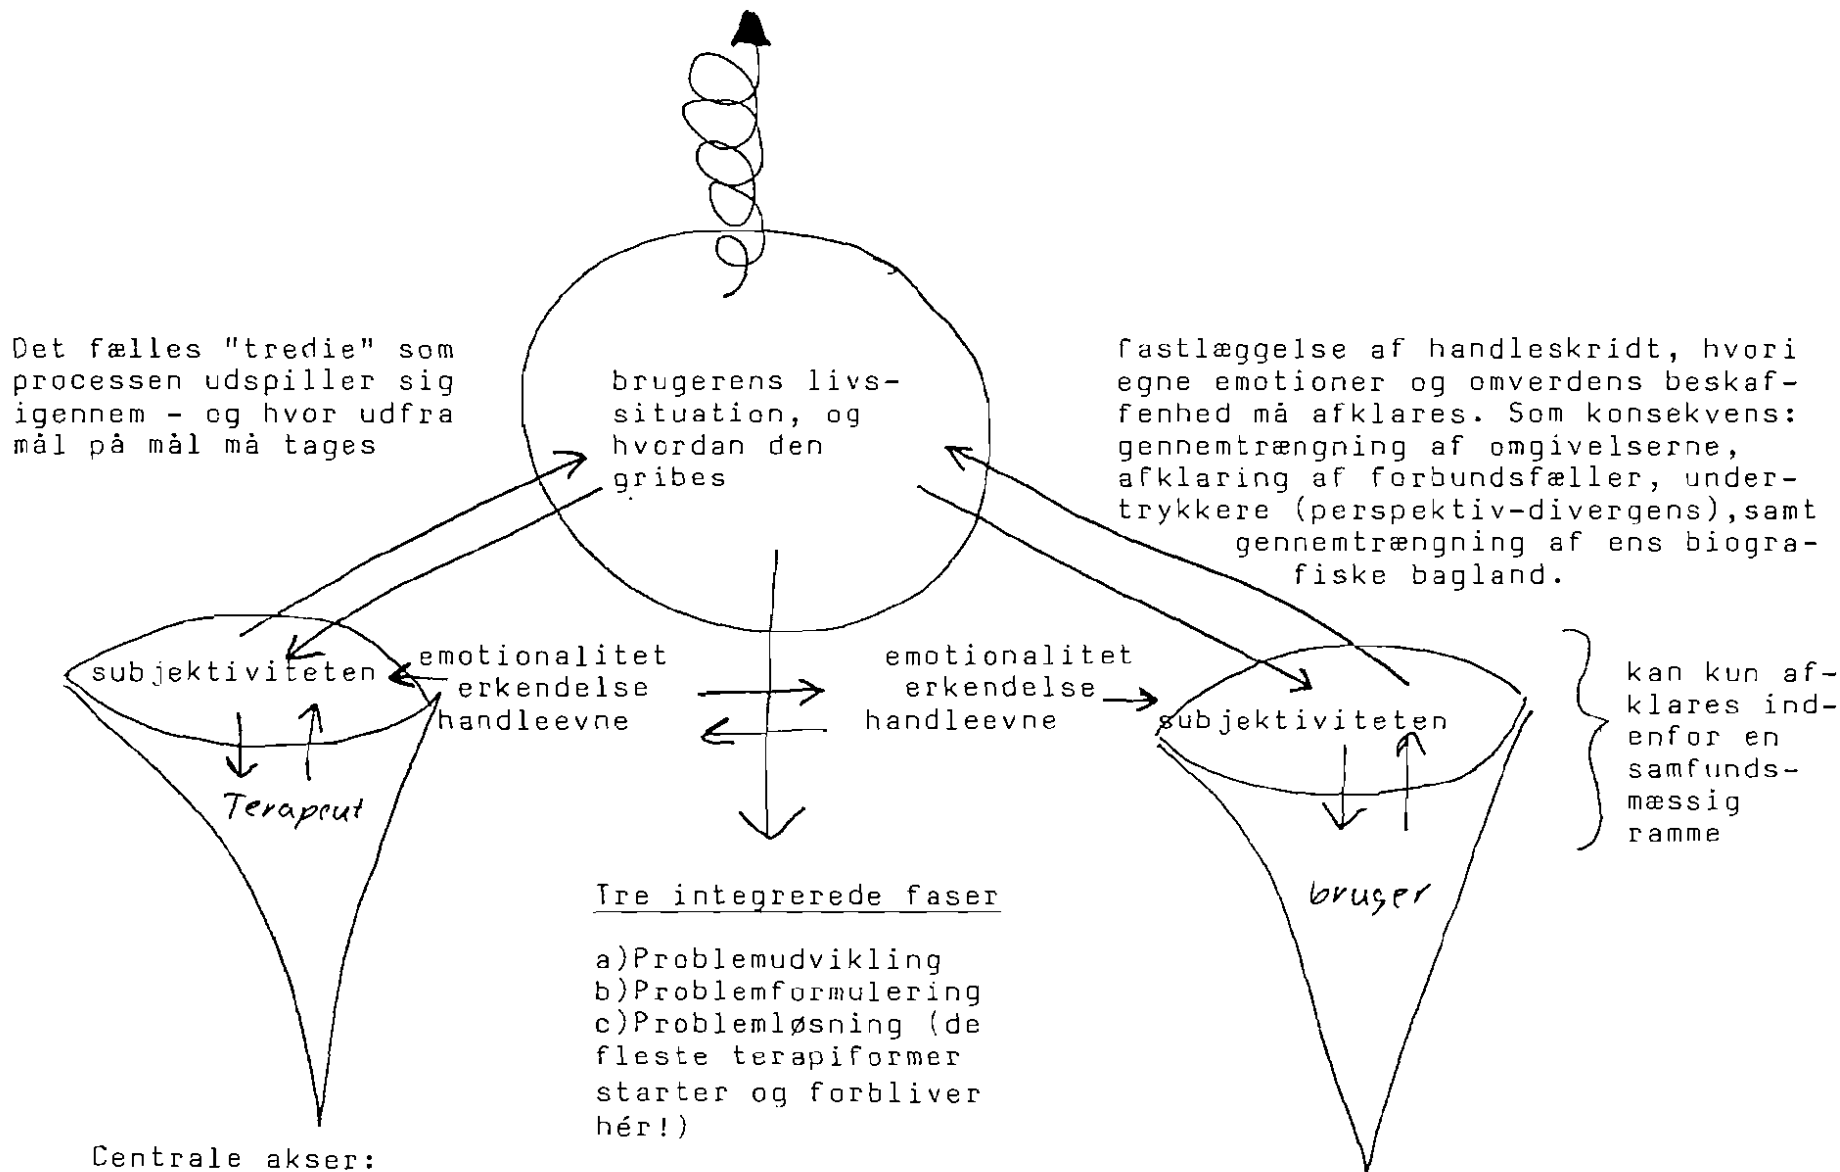 Det fælles "tredie" som
processen udspiller sig
igennem - og hvor udfra
mål på mål må tages
brugerens livs-
situation, og
hvordan den
gribes
fastlæggelse af handleskridt, hvori
egne emotioner og omverdens beskaf-
fenhed må afklares. Som konsekvens:
gennemtrængning af omgivelserne,
afklaring af forbundsfæller, under-
trykkere (perspektiv-divergens),samt
gennemtrængning af ens biogra-
fiske bagland.
subjektiviteten
emotionalitet
erkendelse
handleevne
emotionalitet
erkendelse
handleevne
subjektiviteten
kan kun af-
klares ind-
enfor en
samfunds-
mæssig
ramme
Terapeut
bruger
Tre integrerede faser
a)Problemudvikling
b)Problemformulering
c)Problemløsning (de
fleste terapiformer
starter og forbliver
hér!)
Centrale akser: